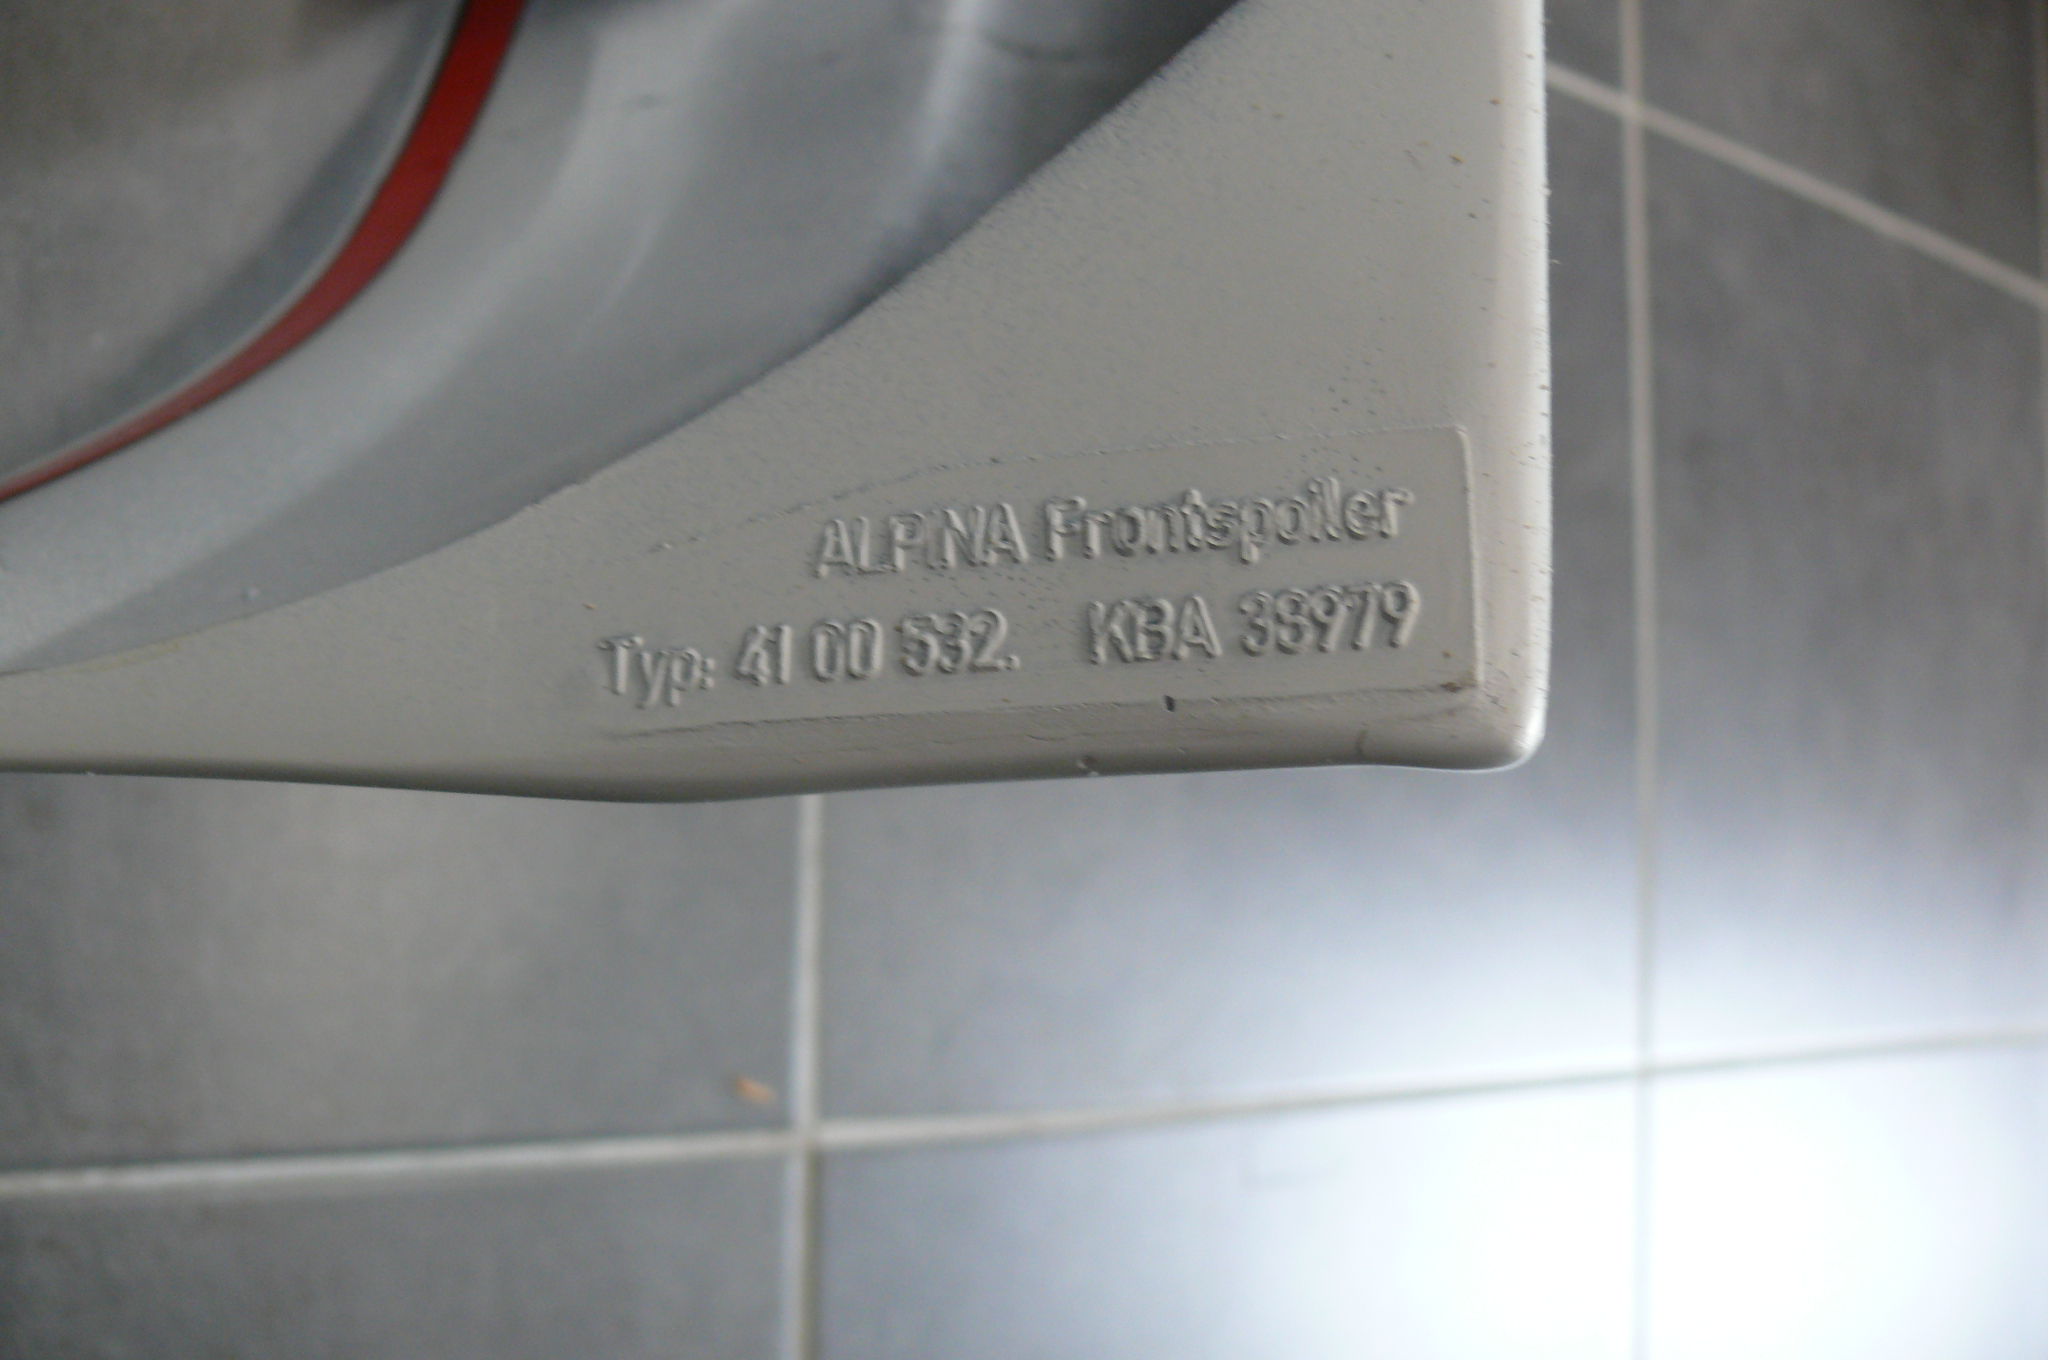 ALPINA Frontspoiler
Typ: 41 00 532. KBA 38979